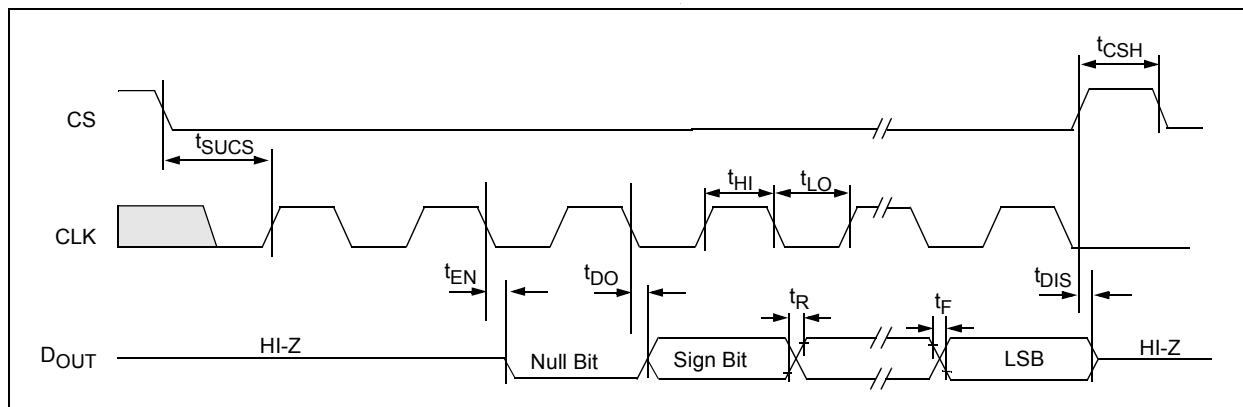 tCSH
CS
tSUCS
tHI
tLO
CLK
tEN
tDO
tR
tF
tDIS
DOUT
HI-Z
Null Bit
Sign Bit
LSB
HI-Z